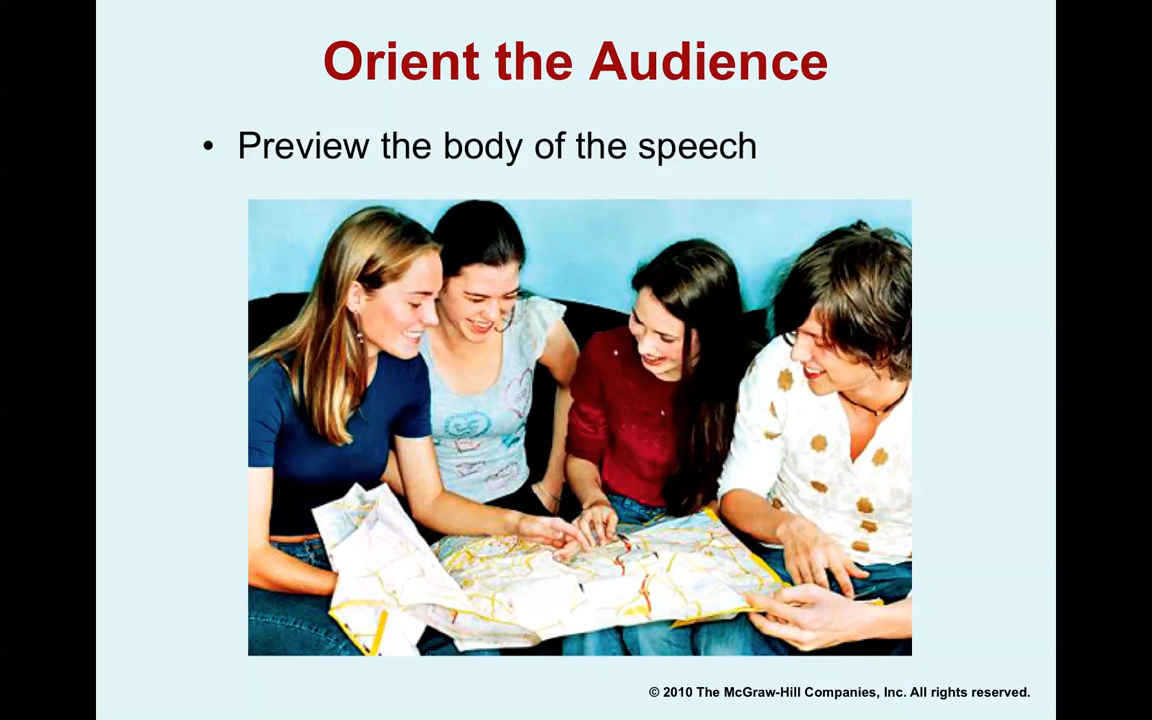 Orient the Audience
• Preview the body of the speech
© 2010 The McGraw-Hill Companies, Inc. All rights reserved.